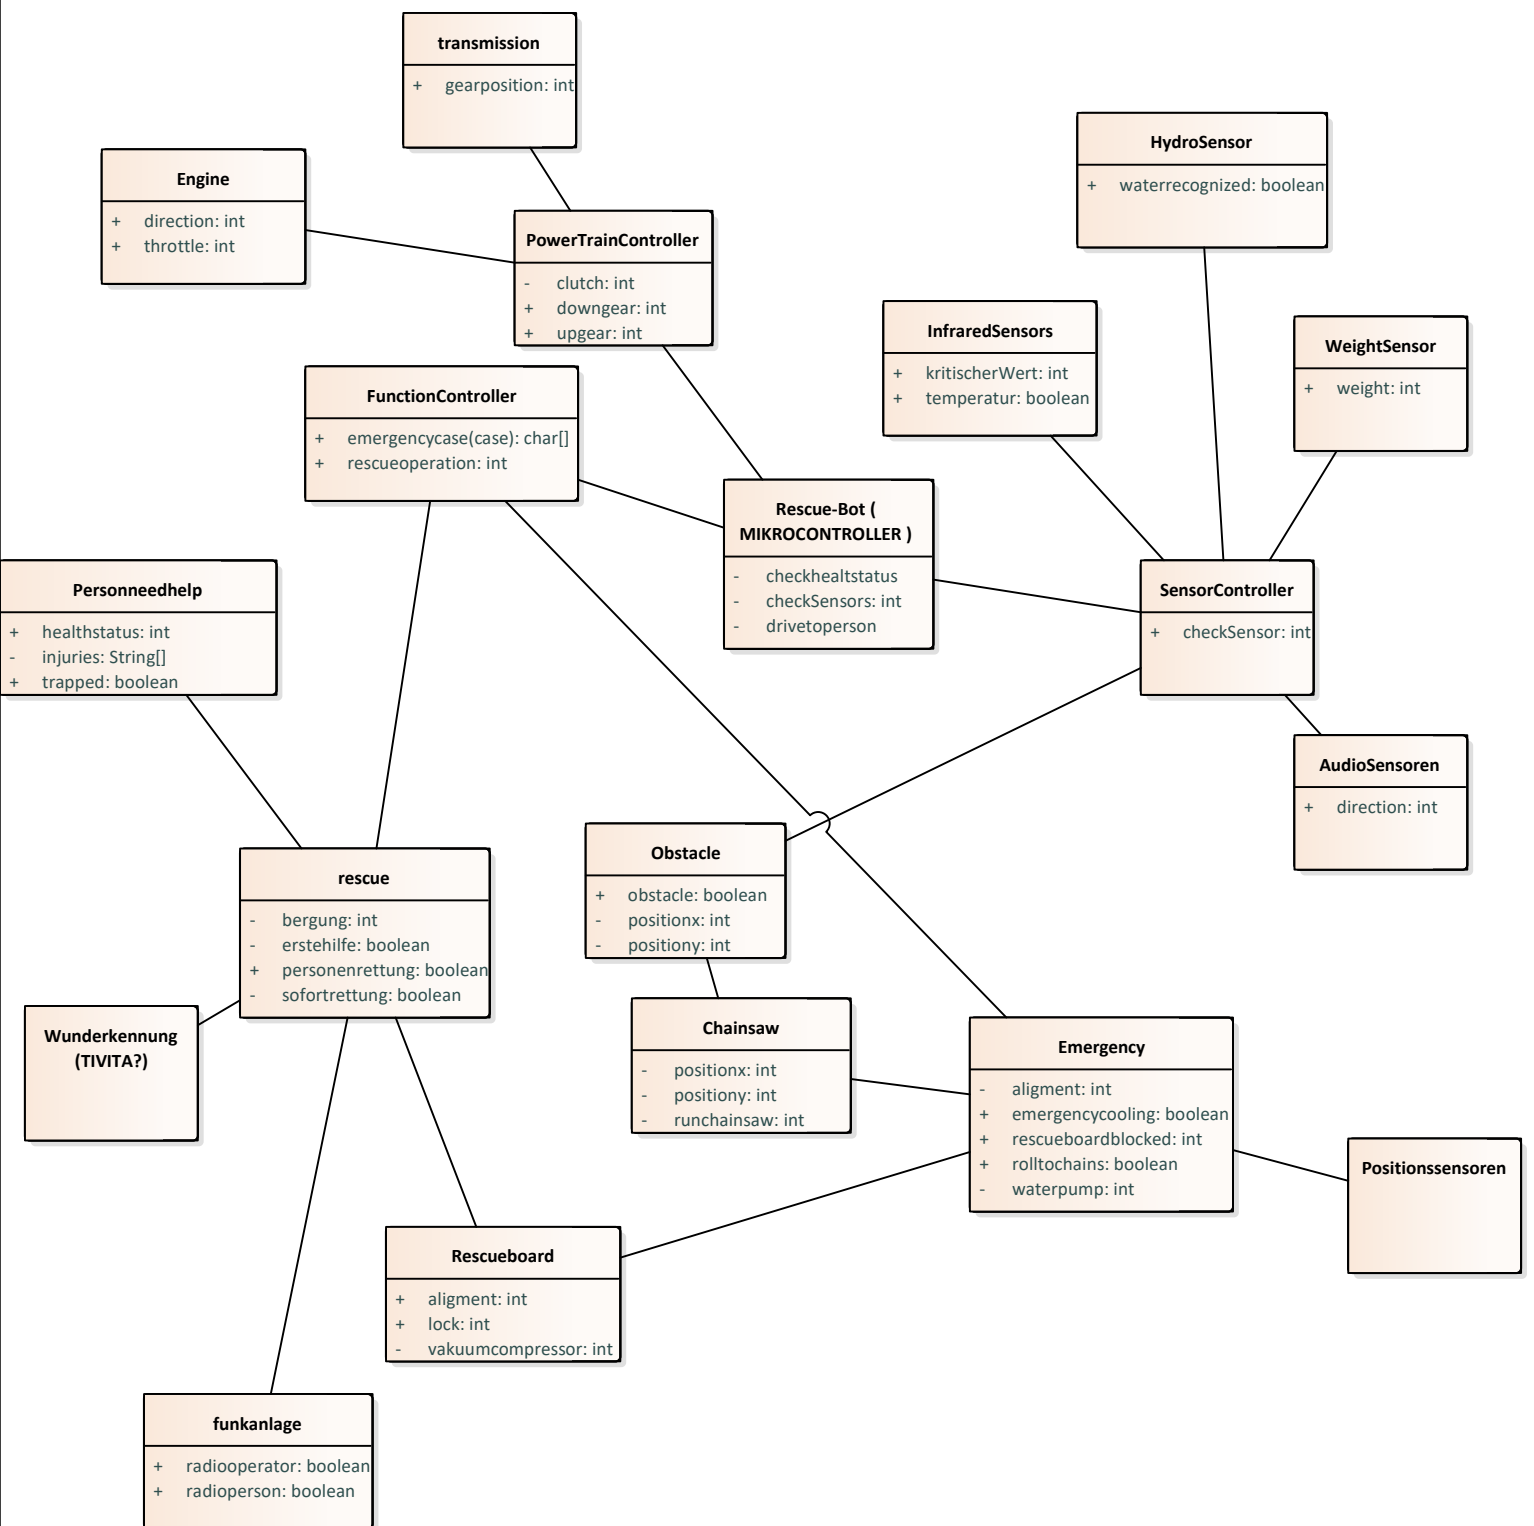 transmission
+ gearposition: int
Engine
+ direction: int
+ throttle: int
PowerTrainController
- clutch: int
+ downgear: int
+ upgear: int
HydroSensor
+ waterrecognized: boolean
InfraredSensors
+ kritischerWert: int
+ temperatur: boolean
WeightSensor
+ weight: int
FunctionController
+ emergencycase(case): char[]
+ rescueoperation: int
Rescue-Bot (
MIKROCONTROLLER )
- checkhealtstatus
- checkSensors: int
- drivetoperson
SensorController
+ checkSensor: int
Personneedhelp
+ healthstatus: int
- injuries: String[]
+ trapped: boolean
AudioSensoren
+ direction: int
rescue
- bergung: int
- erstehilfe: boolean
+ personenrettung: boolean
- sofortrettung: boolean
Obstacle
+ obstacle: boolean
- positionx: int
- positiony: int
Wunderkennung
(TIVITA?)
Chainsaw
- positionx: int
- positiony: int
- runchainsaw: int
Emergency
- aligment: int
+ emergencycooling: boolean
+ rescueboardblocked: int
+ rolltochains: boolean
- waterpump: int
Positionssensoren
Rescueboard
+ aligment: int
+ lock: int
- vakuumcompressor: int
funkanlage
+ radiooperator: boolean
+ radioperson: boolean